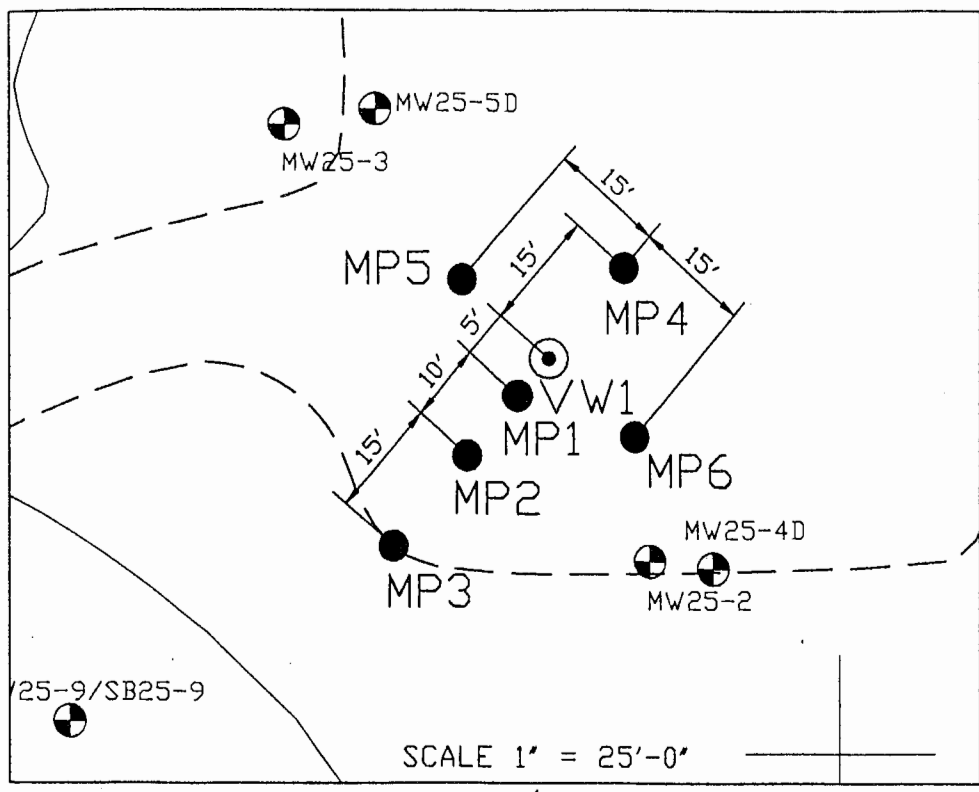 MW25-5D
MW25-3
15'
MP5
15'
15'
MP4
5'
10'
VW1
MP1
15'
MP6
MP2
MW25-4D
MP3
MW25-2
/25-9/SB25-9
SCALE 1" = 25'-0"